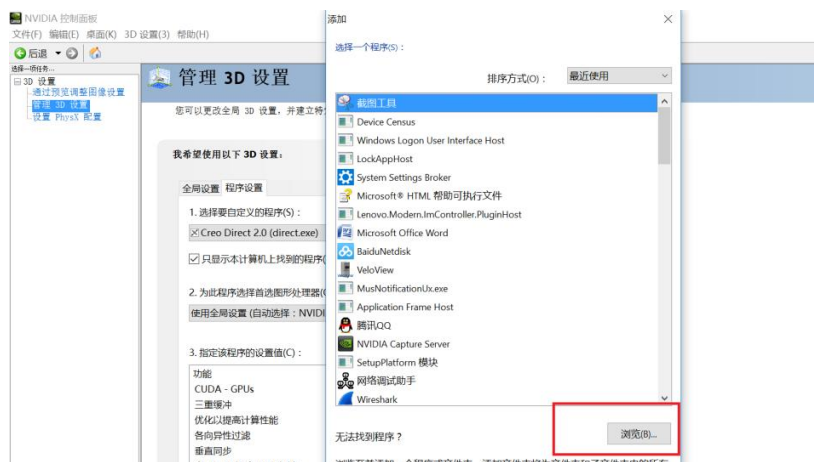 NVIDIA 控制面板
文件(F) 编辑(E) 桌面(K) 3D 设置(3) 帮助(H)
后退
选择一项任务...
3D 设置
通过预览调整图像设置
管理 3D 设置
设置 PhysX 配置
管理 3D 设置
您可以更改全局 3D 设置，并建立特
我希望使用以下 3D 设置：
全局设置 程序设置
1. 选择要自定义的程序(S)：
Creo Direct 2.0 (direct.exe)
只显示本计算机上找到的程序(
2. 为此程序选择首选图形处理器(
使用全局设置 (自动选择：NVIDI
3. 指定该程序的设置值(C)：
功能
CUDA - GPUs
三重缓冲
优化以提高计算性能
各向异性过滤
垂直同步
添加
选择一个程序(S)：
排序方式(O)： 最近使用
截图工具
Device Census
Windows Logon User Interface Host
LockAppHost
System Settings Broker
Microsoft® HTML 帮助可执行文件
Lenovo.Modern.ImController.PluginHost
Microsoft Office Word
BaiduNetdisk
VeloView
MusNotificationUx.exe
Application Frame Host
腾讯QQ
NVIDIA Capture Server
SetupPlatform 模块
网络调试助手
Wireshark
无法找到程序？
浏览(B)...